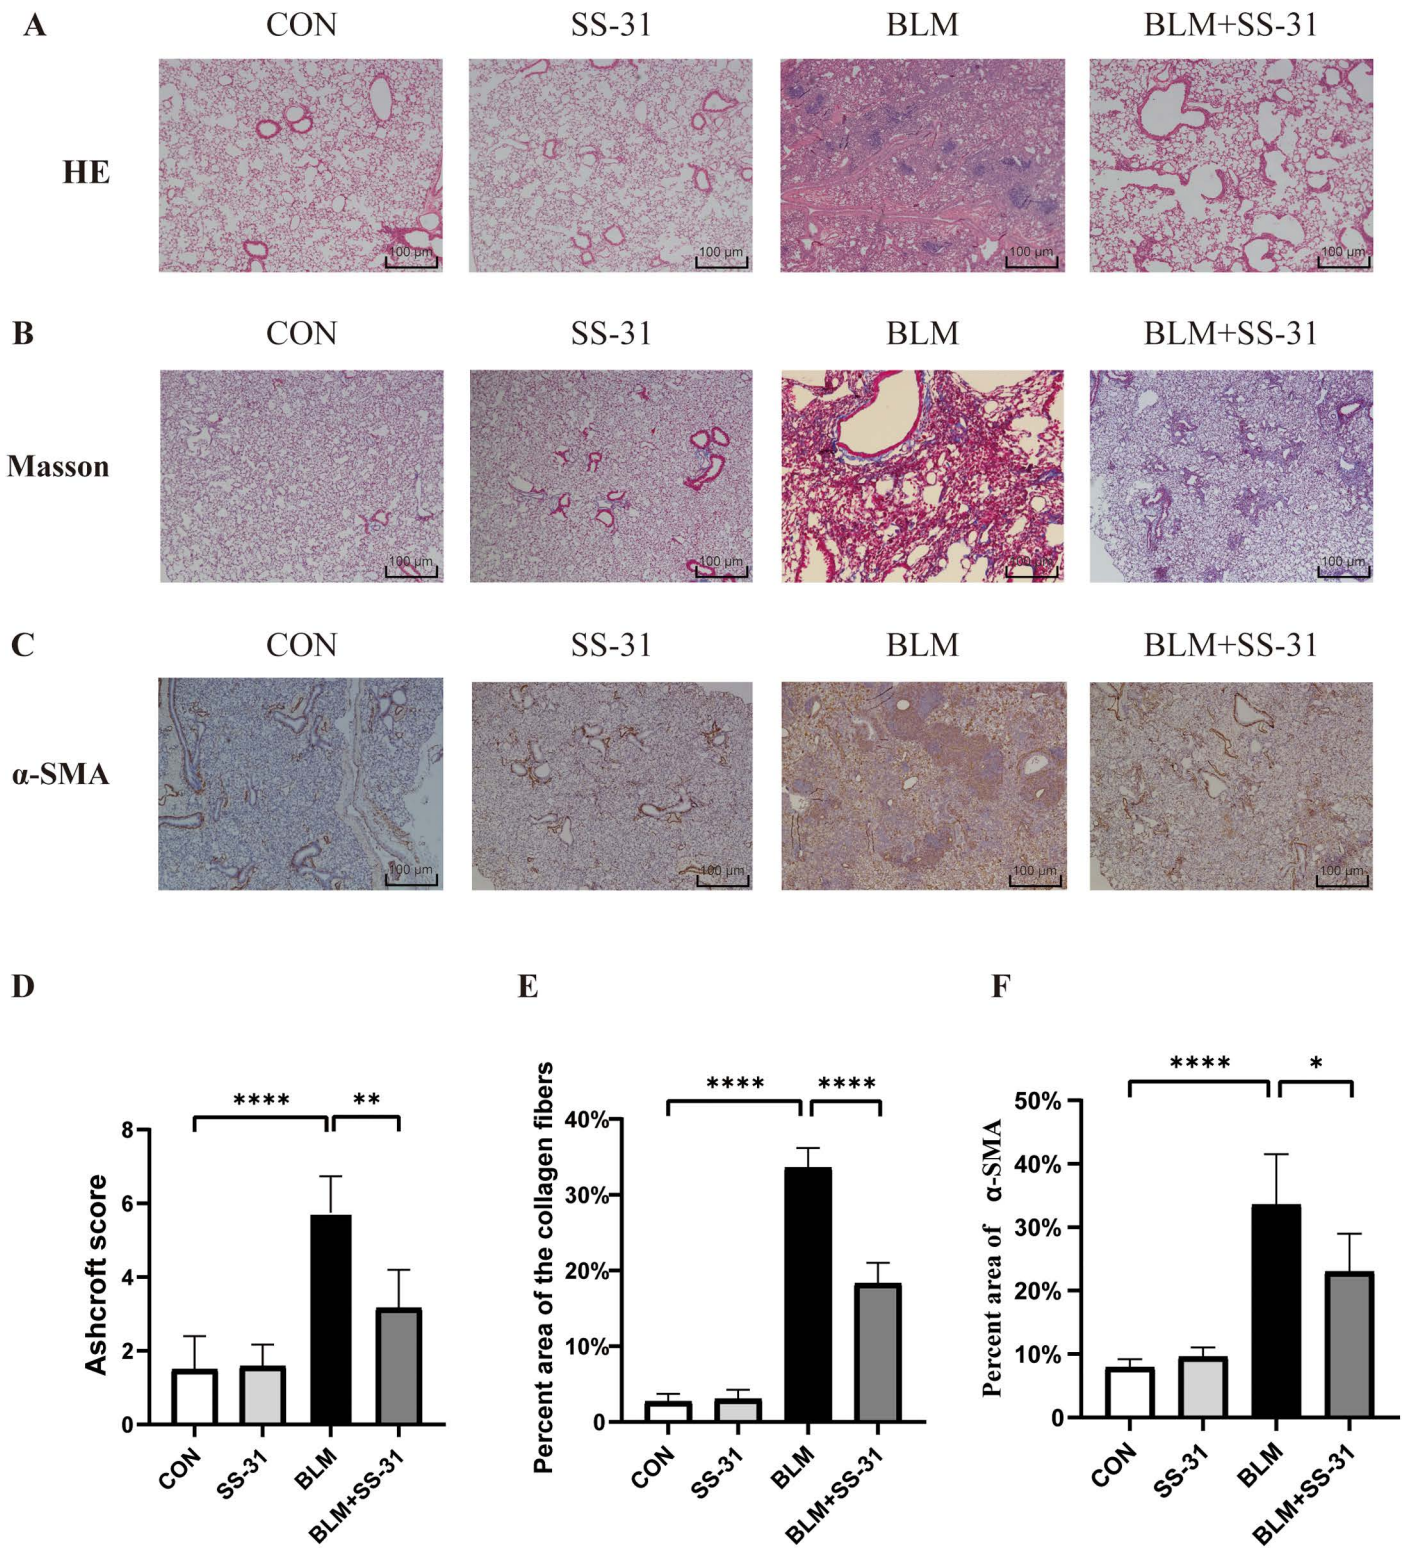 A CON SS-31 BLM BLM+SS-31
HE
100 μm 100 μm 100 μm 100 μm
B CON SS-31 BLM BLM+SS-31
Masson
100 μm 100 μm 100 μm 100 μm
C CON SS-31 BLM BLM+SS-31
α-SMA
100 μm 100 μm 100 μm 100 μm
D
**** **
Ashcroft score
8
6
4
2
0
CON SS-31 BLM BLM+SS-31
E
**** ****
Percent area of the collagen fibers
40%
30%
20%
10%
0
CON SS-31 BLM BLM+SS-31
F
**** *
Percent area of α-SMA
50%
40%
30%
20%
10%
0
CON SS-31 BLM BLM+SS-31